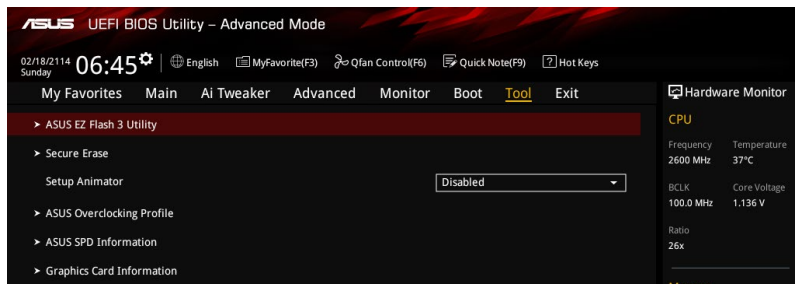 ASUS UEFI BIOS Utility – Advanced Mode
02/18/2114
Sunday
06:45
English
MyFavorite(F3)
Qfan Control(F6)
Quick Note(F9)
? Hot Keys
My Favorites Main Ai Tweaker Advanced Monitor Boot Tool Exit
Hardware Monitor
> ASUS EZ Flash 3 Utility
> Secure Erase
Setup Animator Disabled
> ASUS Overclocking Profile
> ASUS SPD Information
> Graphics Card Information
CPU
Frequency Temperature
2600 MHz 37°C
BCLK Core Voltage
100.0 MHz 1.136 V
Ratio
26x